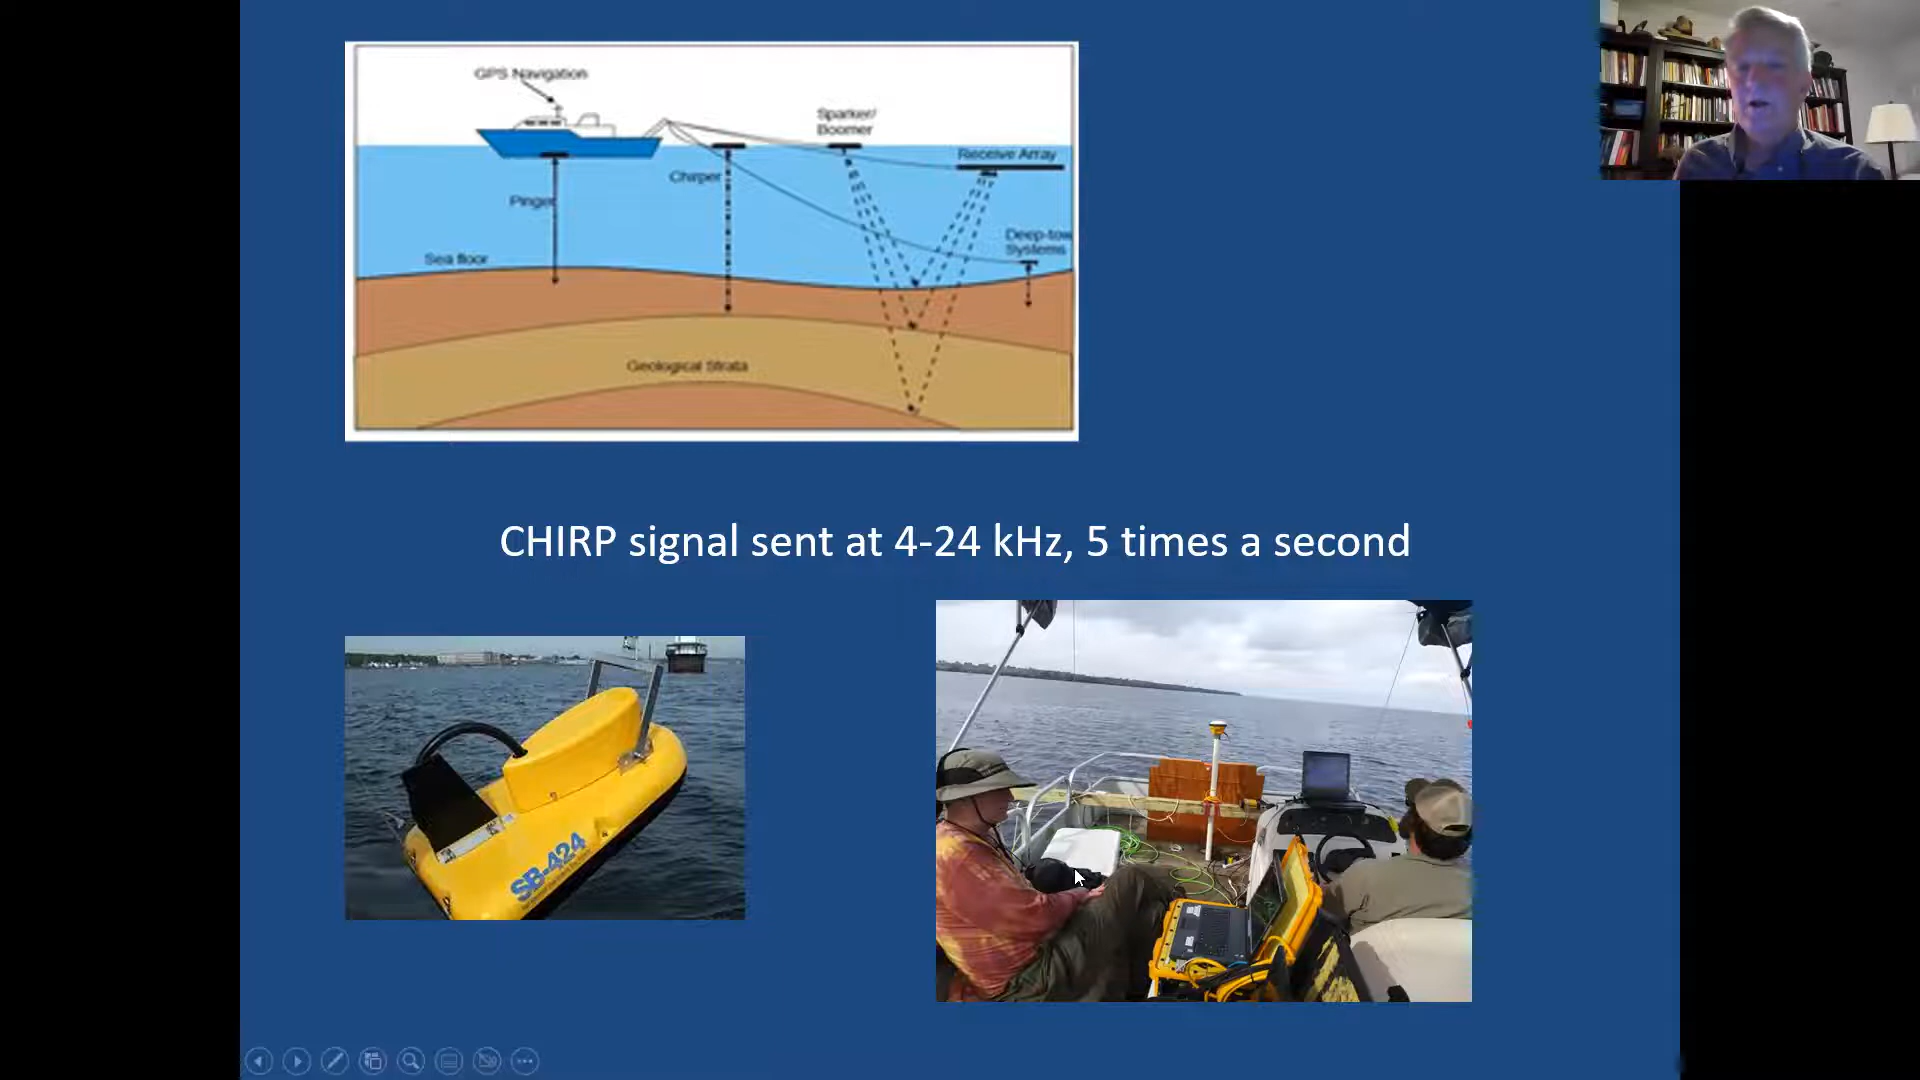 GPS Navigation
Sparker/
Boomer
Receive Array
Chirper
Pinger
Deep-tow
Systems
Sea floor
Geological Strata
CHIRP signal sent at 4-24 kHz, 5 times a second
SB-424